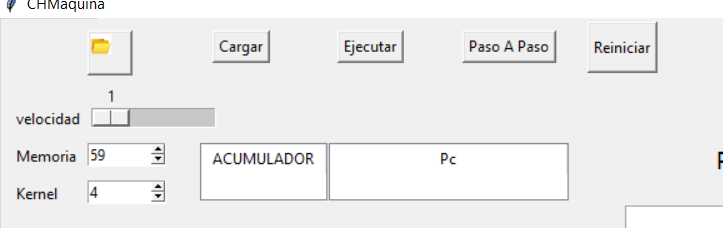 CHMaquina
Cargar
Ejecutar
Paso A Paso
Reiniciar
1
velocidad
Memoria 59
ACUMULADOR
Pc
Kernel 4